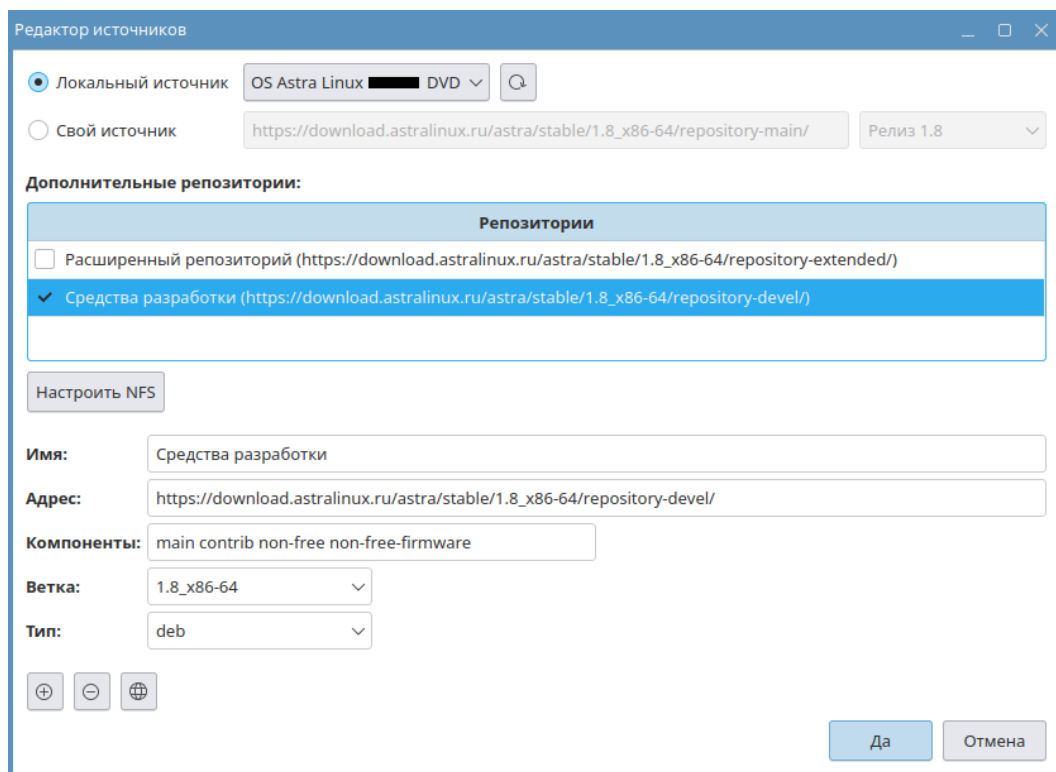 Редактор источников
Локальный источник OS Astra Linux DVD
Свой источник https://download.astralinux.ru/astra/stable/1.8_x86-64/repository-main/ Релиз 1.8
Дополнительные репозитории:
Репозитории
Расширенный репозиторий (https://download.astralinux.ru/astra/stable/1.8_x86-64/repository-extended/)
Средства разработки (https://download.astralinux.ru/astra/stable/1.8_x86-64/repository-devel/)
Настроить NFS
Имя: Средства разработки
Адрес: https://download.astralinux.ru/astra/stable/1.8_x86-64/repository-devel/
Компоненты: main contrib non-free non-free-firmware
Ветка: 1.8_x86-64
Тип: deb
Да Отмена